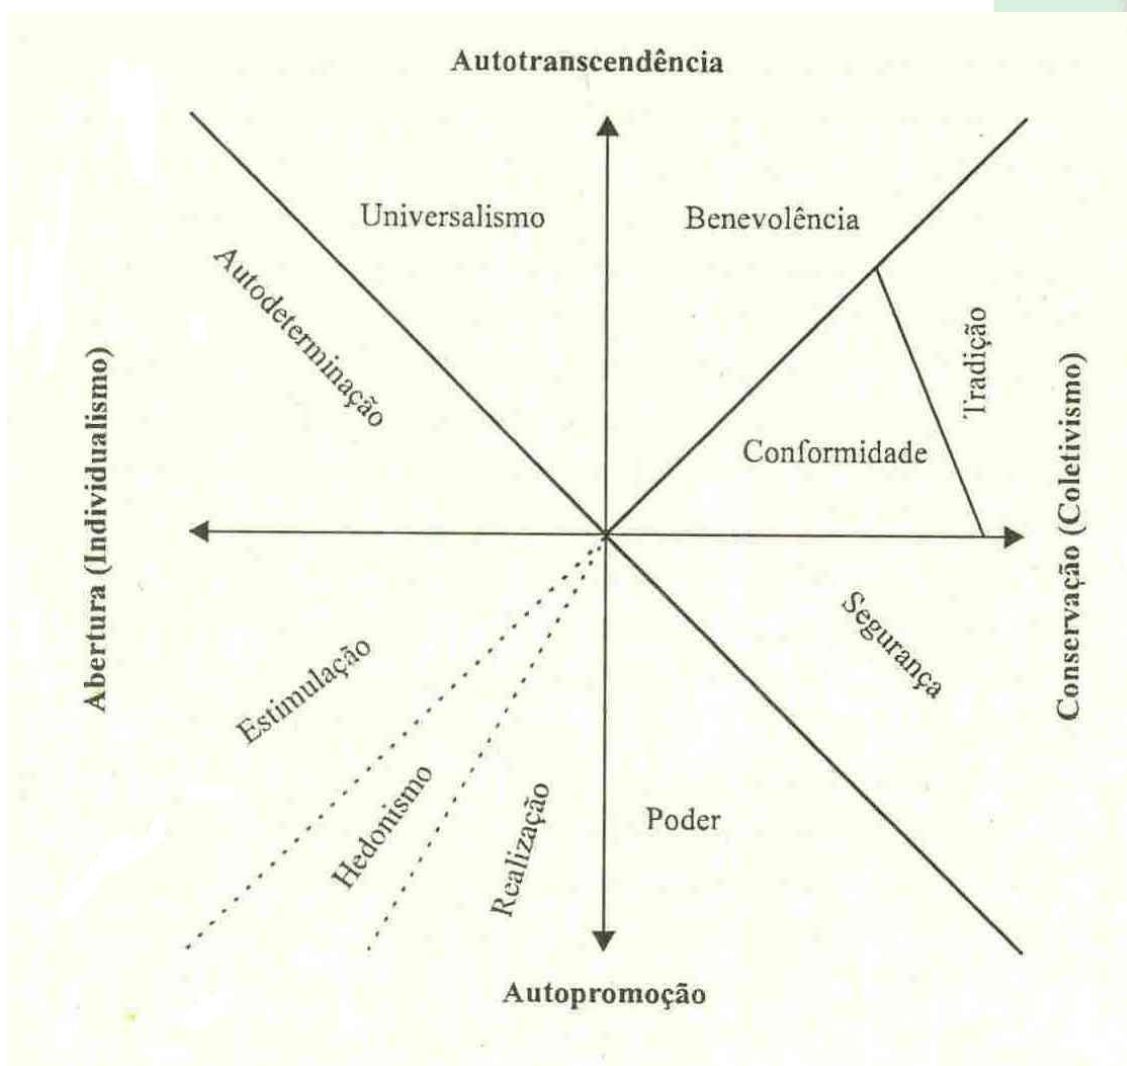 Autotranscendência
Universalismo
Benevolência
Autodeterminação
Tradição
Conformidade
Abertura (Individualismo)
Conservação (Coletivismo)
Segurança
Estimulação
Hedonismo
Realização
Poder
Autopromoção